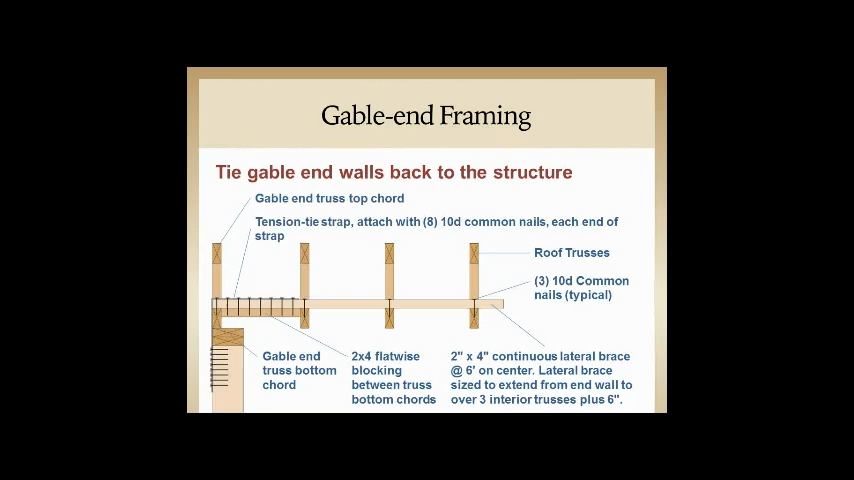 Gable-end Framing
Tie gable end walls back to the structure
Gable end truss top chord
Tension-tie strap, attach with (8) 10d common nails, each end of
strap
Roof Trusses
(3) 10d Common
nails (typical)
Gable end
truss bottom
chord
2x4 flatwise
blocking
between truss
bottom chords
2" x 4" continuous lateral brace
@ 6' on center. Lateral brace
sized to extend from end wall to
over 3 interior trusses plus 6".